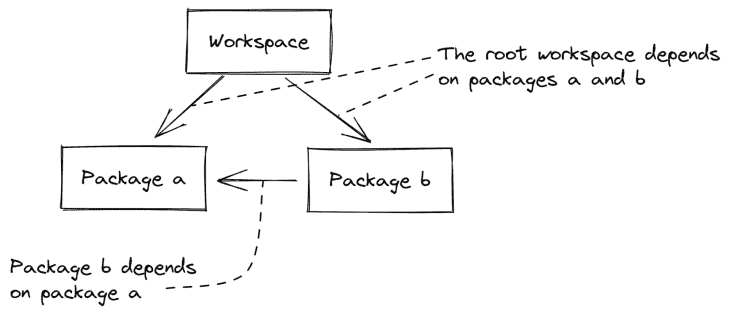 Workspace
The root workspace depends
on packages a and b
Package a
Package b
Package b depends
on package a